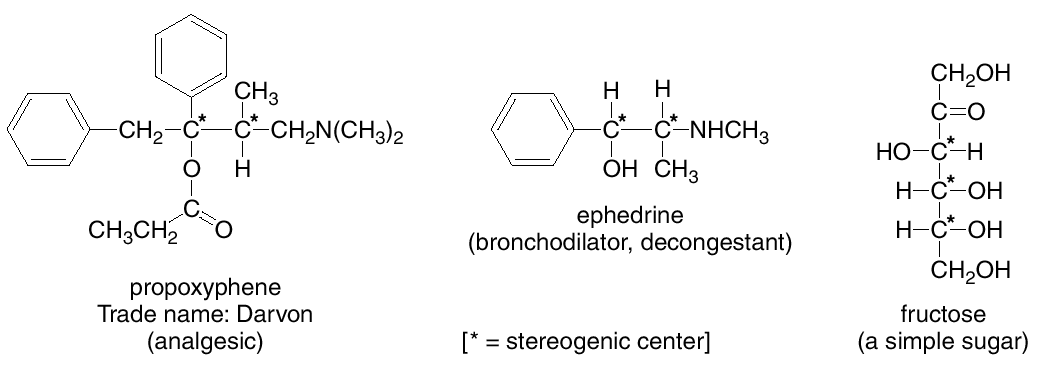 CH₃
CH₂–C*–C*–CH₂N(CH₃)₂
O H
C
CH₃CH₂ O
propoxyphene
Trade name: Darvon
(analgesic)
H H
C*–C*–NHCH₃
OH CH₃
ephedrine
(bronchodilator, decongestant)
[* = stereogenic center]
CH₂OH
C=O
HO–C*–H
H–C*–OH
H–C*–OH
CH₂OH
fructose
(a simple sugar)